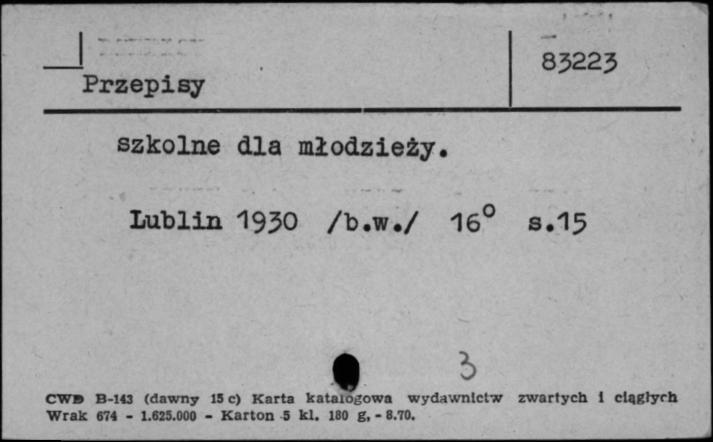 83223
Przepisy
szkolne dla młodzieży.
Lublin 1930 /b.w./ 16° s.15
3
CWD B-143 (dawny 15 c) Karta katalogowa wydawnictw zwartych i ciągłych
Wrak 674 - 1.625.000 - Karton 5 kl. 180 g, - 8.70.